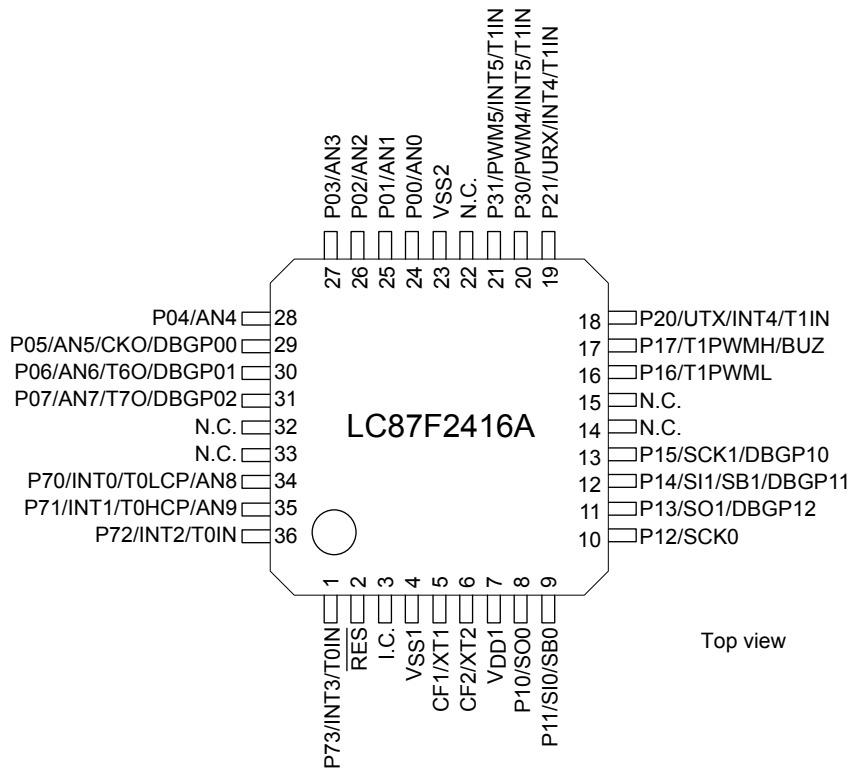 P03/AN3
P02/AN2
P01/AN1
P00/AN0
VSS2
N.C.
P31/PWM5/INT5/T1IN
P30/PWM4/INT5/T1IN
P21/URX/INT4/T1IN
27
26
25
24
23
22
21
20
19
P04/AN4 28
P05/AN5/CKO/DBGP00 29
P06/AN6/T6O/DBGP01 30
P07/AN7/T7O/DBGP02 31
N.C. 32
N.C. 33
P70/INT0/T0LCP/AN8 34
P71/INT1/T0HCP/AN9 35
P72/INT2/T0IN 36
LC87F2416A
18 P20/UTX/INT4/T1IN
17 P17/T1PWMH/BUZ
16 P16/T1PWML
15 N.C.
14 N.C.
13 P15/SCK1/DBGP10
12 P14/SI1/SB1/DBGP11
11 P13/SO1/DBGP12
10 P12/SCK0
1
2
3
4
5
6
7
8
9
P73/INT3/T0IN
RES
I.C.
VSS1
CF1/XT1
CF2/XT2
VDD1
P10/SO0
P11/SI0/SB0
Top view